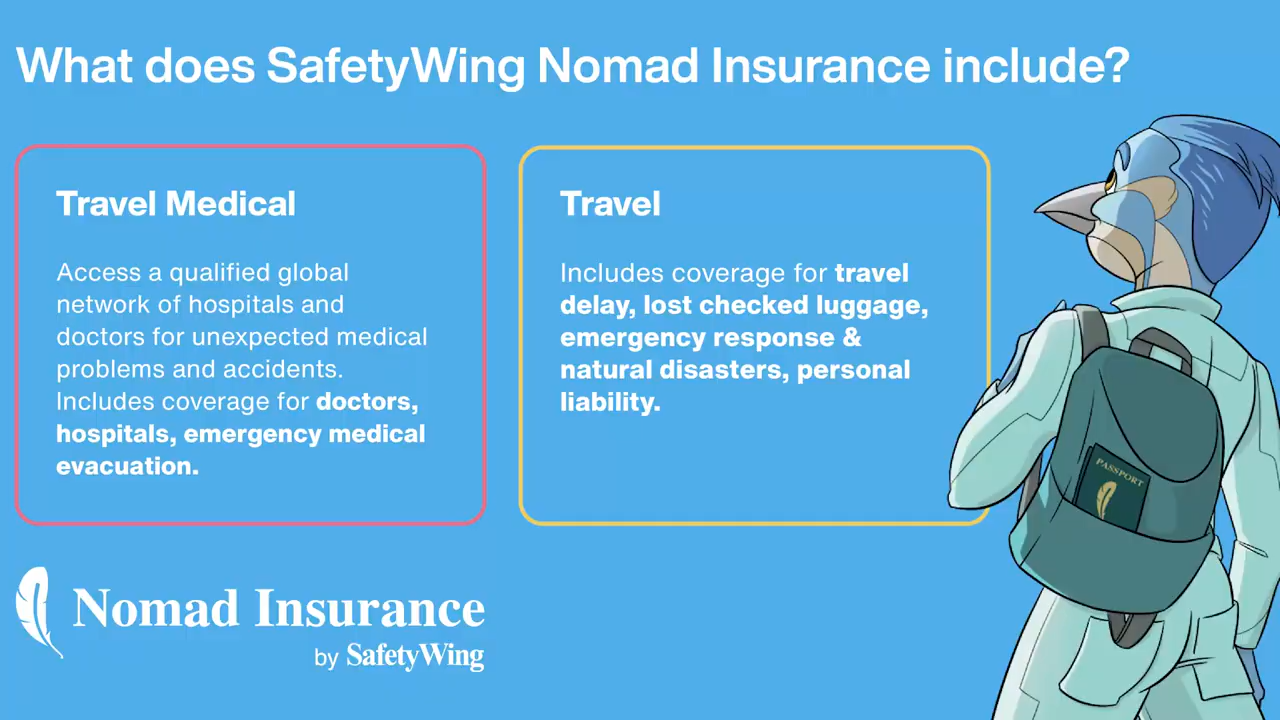 What does SafetyWing Nomad Insurance include?
Travel Medical
Access a qualified global
network of hospitals and
doctors for unexpected medical
problems and accidents.
Includes coverage for doctors,
hospitals, emergency medical
evacuation.
Travel
Includes coverage for travel
delay, lost checked luggage,
emergency response &
natural disasters, personal
liability.
PASSPORT
Nomad Insurance
by SafetyWing